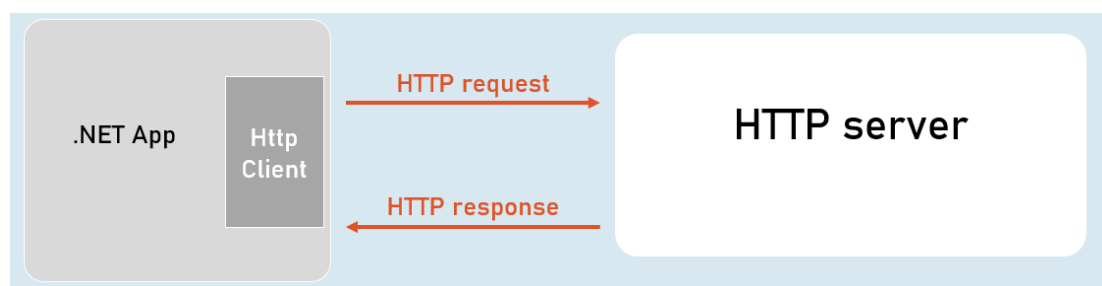 .NET App
Http
Client
HTTP request
HTTP response
HTTP server